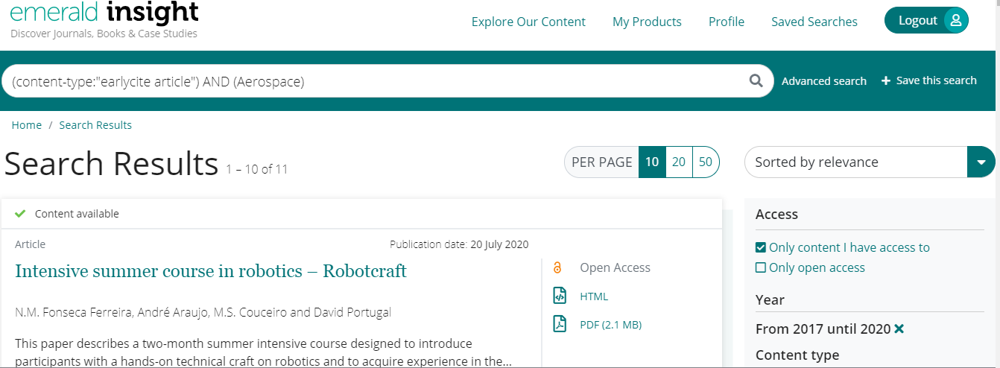 emerald insight
Discover Journals, Books & Case Studies
Explore Our Content
My Products
Profile
Saved Searches
Logout
(content-type:"earlycite article") AND (Aerospace)
Advanced search
+ Save this search
Home / Search Results
Search Results 1 – 10 of 11
PER PAGE 10 20 50
Sorted by relevance
Content available
Article
Publication date: 20 July 2020
Intensive summer course in robotics – Robotcraft
N.M. Fonseca Ferreira, André Araujo, M.S. Couceiro and David Portugal
This paper describes a two-month summer intensive course designed to introduce
participants with a hands-on technical craft on robotics and to acquire experience in the...
Open Access
HTML
PDF (2.1 MB)
Access
Only content I have access to
Only open access
Year
From 2017 until 2020
Content type